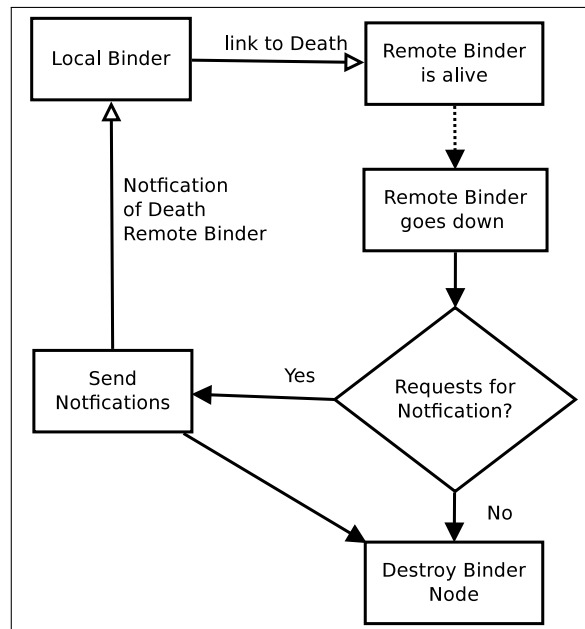 Local Binder
link to Death
Remote Binder
is alive
Notfication
of Death
Remote Binder
Remote Binder
goes down
Send
Notfications
Yes
Requests for
Notfication?
No
Destroy Binder
Node